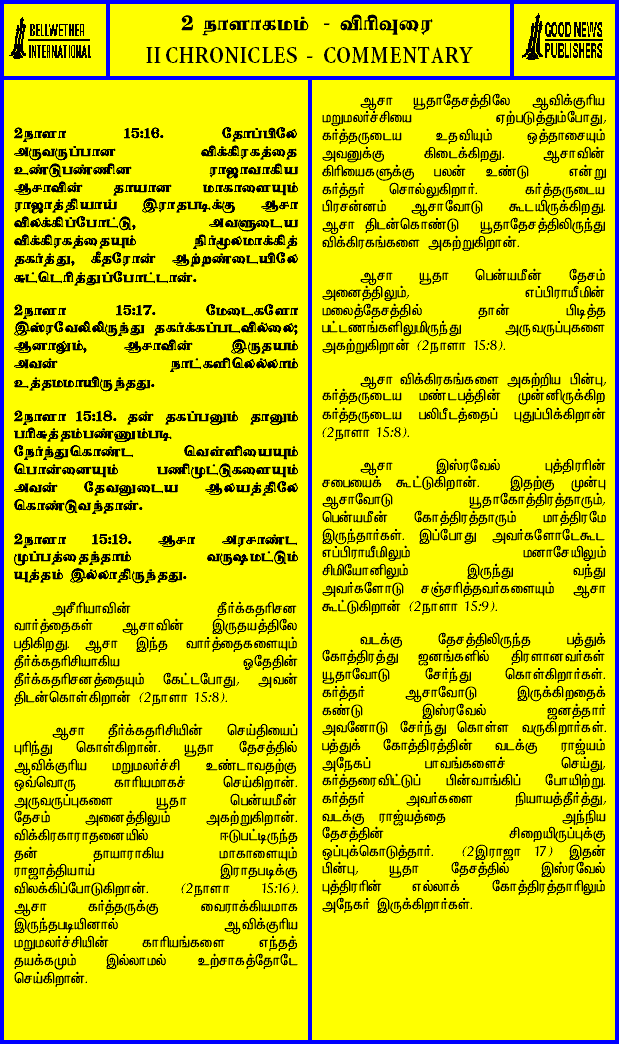 BELLWETHER
INTERNATIONAL
2 நாளாகமம் - விரிவுரை
II CHRONICLES - COMMENTARY
GOOD NEWS
PUBLISHERS
2நாளா 15:16. தோப்பிலே
அருவருப்பான விக்கிரகத்தை
உண்டுபண்ணின ராஜாவாகிய
ஆசாவின் தாயான மாகாளையும்
ராஜாத்தியாய் இராதபடிக்கு ஆசா
விலக்கிப்போட்டு, அவளுடைய
விக்கிரகத்தையும் நிர்மூலமாக்கித்
தகர்த்து, கீதரோன் ஆற்றண்டையிலே
சுட்டெரித்துப்போட்டான்.
2நாளா 15:17. மேடைகளோ
இஸ்ரவேலிலிருந்து தகர்க்கப்படவில்லை;
ஆனாலும், ஆசாவின் இருதயம்
அவன் நாட்களிலெல்லாம்
உத்தமமாயிருந்தது.
2நாளா 15:18. தன் தகப்பனும் தானும்
பரிசுத்தம்பண்ணும்படி
நேர்ந்துகொண்ட வெள்ளியையும்
பொன்னையும் பணிமுட்டுகளையும்
அவன் தேவனுடைய ஆலயத்திலே
கொண்டுவந்தான்.
2நாளா 15:19. ஆசா அரசாண்ட
முப்பத்தைந்தாம் வருஷமட்டும்
யுத்தம் இல்லாதிருந்தது.
அசீரியாவின் தீர்க்கதரிசன
வார்த்தைகள் ஆசாவின் இருதயத்திலே
பதிகிறது. ஆசா இந்த வார்த்தைகளையும்
தீர்க்கதரிசியாகிய ஓதேதின்
தீர்க்கதரிசனத்தையும் கேட்டபோது, அவன்
திடன்கொள்கிறான் (2நாளா 15:8).
ஆசா தீர்க்கதரிசியின் செய்தியைப்
புரிந்து கொள்கிறான். யூதா தேசத்தில்
ஆவிக்குரிய மறுமலர்ச்சி உண்டாவதற்கு
ஒவ்வொரு காரியமாகச் செய்கிறான்.
அருவருப்புகளை யூதா பென்யமீன்
தேசம் அனைத்திலும் அகற்றுகிறான்.
விக்கிரகாராதனையில் ஈடுபட்டிருந்த
தன் தாயாராகிய மாகாளையும்
ராஜாத்தியாய் இராதபடிக்கு
விலக்கிப்போடுகிறான். (2நாளா 15:16).
ஆசா கர்த்தருக்கு வைராக்கியமாக
இருந்தபடியினால் ஆவிக்குரிய
மறுமலர்ச்சியின் காரியங்களை எந்தத்
தயக்கமும் இல்லாமல் உற்சாகத்தோடே
செய்கிறான்.
ஆசா யூதாதேசத்திலே ஆவிக்குரிய
மறுமலர்ச்சியை ஏற்படுத்தும்போது,
கர்த்தருடைய உதவியும் ஒத்தாசையும்
அவனுக்கு கிடைக்கிறது. ஆசாவின்
கிரியைகளுக்கு பலன் உண்டு என்று
கர்த்தர் சொல்லுகிறார். கர்த்தருடைய
பிரசன்னம் ஆசாவோடு கூடயிருக்கிறது.
ஆசா திடன்கொண்டு யூதாதேசத்திலிருந்து
விக்கிரகங்களை அகற்றுகிறான்.
ஆசா யூதா பென்யமீன் தேசம்
அனைத்திலும், எப்பிராயீமின்
மலைத்தேசத்தில் தான் பிடித்த
பட்டணங்களிலுமிருந்து அருவருப்புகளை
அகற்றுகிறான் (2நாளா 15:8).
ஆசா விக்கிரகங்களை அகற்றிய பின்பு,
கர்த்தருடைய மண்டபத்தின் முன்னிருக்கிற
கர்த்தருடைய பலிபீடத்தைப் புதுப்பிக்கிறான்
(2நாளா 15:8).
ஆசா இஸ்ரவேல் புத்திரரின்
சபையைக் கூட்டுகிறான். இதற்கு முன்பு
ஆசாவோடு யூதாகோத்திரத்தாரும்,
பென்யமீன் கோத்திரத்தாரும் மாத்திரமே
இருந்தார்கள். இப்போது அவர்களோடேகூட
எப்பிராயீமிலும் மனாசேயிலும்
சிமியோனிலும் இருந்து வந்து
அவர்களோடு சஞ்சரித்தவர்களையும் ஆசா
கூட்டுகிறான் (2நாளா 15:9).
வடக்கு தேசத்திலிருந்த பத்துக்
கோத்திரத்து ஜனங்களில் திரளானவர்கள்
யூதாவோடு சேர்ந்து கொள்கிறார்கள்.
கர்த்தர் ஆசாவோடு இருக்கிறதைக்
கண்டு இஸ்ரவேல் ஜனத்தார்
அவனோடு சேர்ந்து கொள்ள வருகிறார்கள்.
பத்துக் கோத்திரத்தின் வடக்கு ராஜ்யம்
அநேகப் பாவங்களைச் செய்து,
கர்த்தரைவிட்டுப் பின்வாங்கிப் போயிற்று.
கர்த்தர் அவர்களை நியாயத்தீர்த்து,
வடக்கு ராஜ்யத்தை அந்நிய
தேசத்தின் சிறையிருப்புக்கு
ஒப்புக்கொடுத்தார். (2இராஜா 17) இதன்
பின்பு, யூதா தேசத்தில் இஸ்ரவேல்
புத்திரரின் எல்லாக் கோத்திரத்தாரிலும்
அநேகர் இருக்கிறார்கள்.